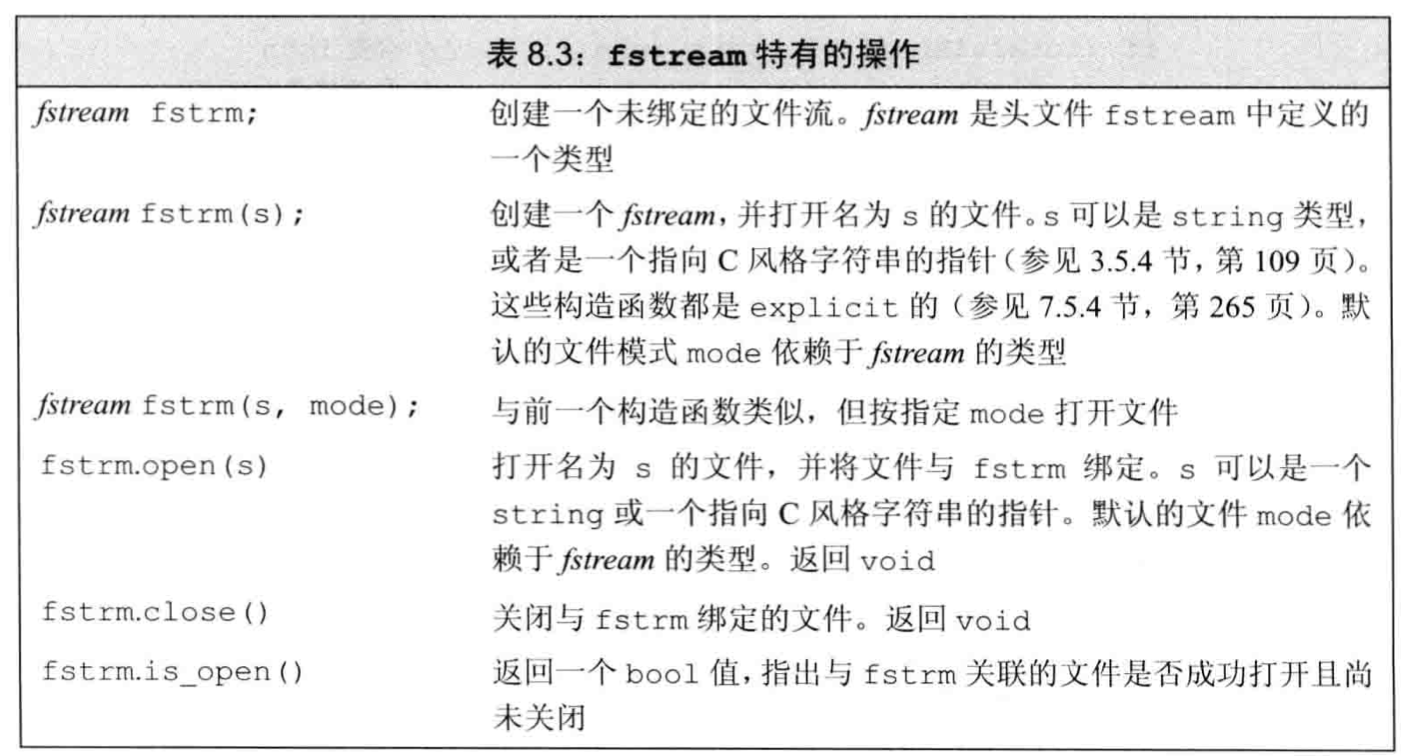 表 8.3：fstream 特有的操作
fstream fstrm;
创建一个未绑定的文件流。fstream 是头文件 fstream 中定义的
一个类型
fstream fstrm(s);
创建一个 fstream，并打开名为 s 的文件。s 可以是 string 类型，
或者是一个指向 C 风格字符串的指针（参见 3.5.4 节，第 109 页）。
这些构造函数都是 explicit 的（参见 7.5.4 节，第 265 页）。默
认的文件模式 mode 依赖于 fstream 的类型
fstream fstrm(s, mode);
与前一个构造函数类似，但按指定 mode 打开文件
fstrm.open(s)
打开名为 s 的文件，并将文件与 fstrm 绑定。s 可以是一个
string 或一个指向 C 风格字符串的指针。默认的文件 mode 依
赖于 fstream 的类型。返回 void
fstrm.close()
关闭与 fstrm 绑定的文件。返回 void
fstrm.is_open()
返回一个 bool 值，指出与 fstrm 关联的文件是否成功打开且尚
未关闭